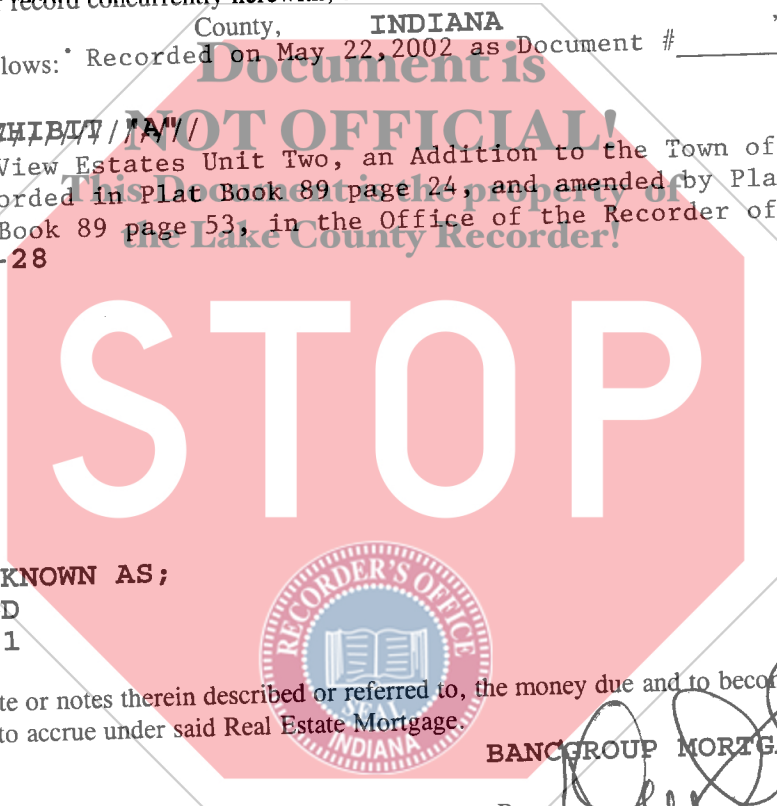 record concurrently herewith,
County, INDIANA
lows: Recorded on May 22,2002 as Document #
Document is
NOT OFFICIAL!
This Document is the property of
the Lake County Recorder!
HIBIT "A"
View Estates Unit Two, an Addition to the Town of
orded in Plat Book 89 page 24, and amended by Pla
Book 89 page 53, in the Office of the Recorder of
-28
STOP
KNOWN AS;
D
1
RECORDER'S OFFICE
SEAL
INDIANA
te or notes therein described or referred to, the money due and to becom
to accrue under said Real Estate Mortgage.
BANCGROUP MORTGA